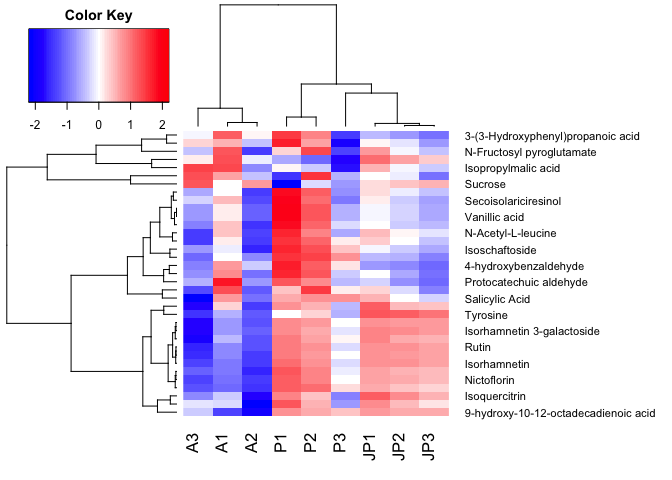 Color Key
-2 -1 0 1 2
3-(3-Hydroxyphenyl)propanoic acid
N-Fructosyl pyroglutamate
Isopropylmalic acid
Sucrose
Secoisolariciresinol
Vanillic acid
N-Acetyl-L-leucine
Isoschaftoside
4-hydroxybenzaldehyde
Protocatechuic aldehyde
Salicylic Acid
Tyrosine
Isorhamnetin 3-galactoside
Rutin
Isorhamnetin
Nictoflorin
Isoquercitrin
9-hydroxy-10-12-octadecadienoic acid
A3 A1 A2 P1 P2 P3 JP1 JP2 JP3